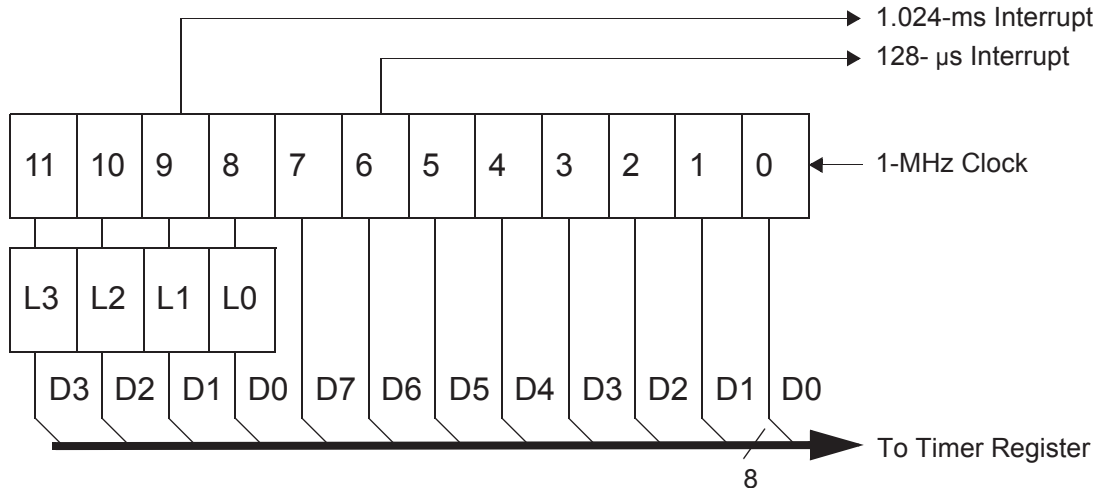 1.024-ms Interrupt
128- µs Interrupt
11 10 9 8 7 6 5 4 3 2 1 0
1-MHz Clock
L3 L2 L1 L0
D3 D2 D1 D0 D7 D6 D5 D4 D3 D2 D1 D0
To Timer Register
8